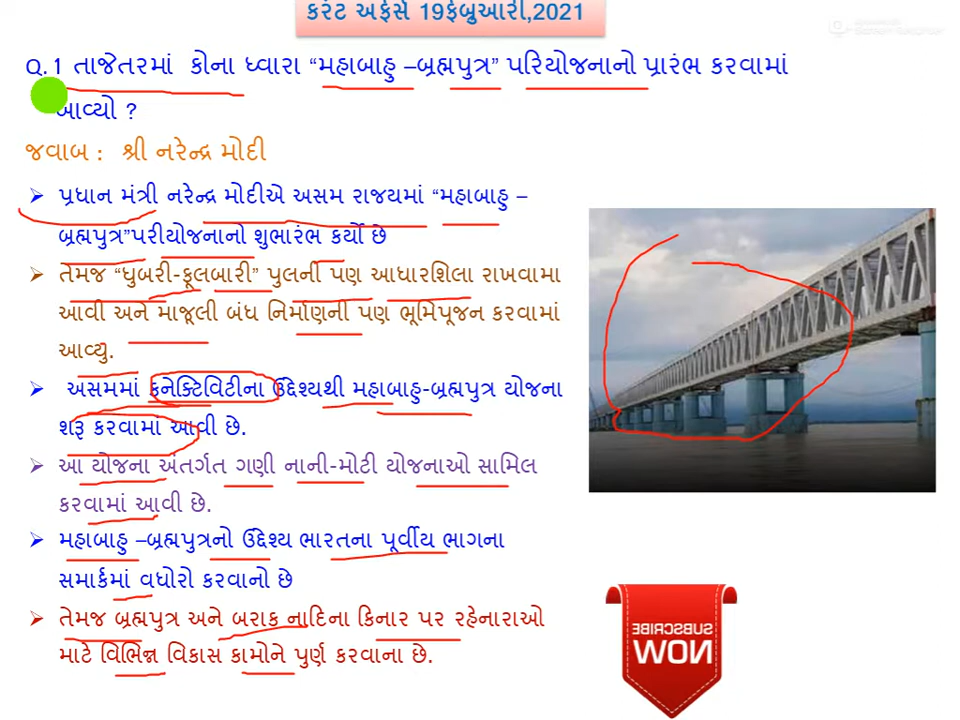 કરંટ અફેર્સ 19ફેબ્રુઆરી,2021
Q.1 તાજેતરમાં કોના ધ્વારા “મહાબાહુ –બ્રહ્મપુત્ર” પરિયોજનાનો પ્રારંભ કરવામાં
આવ્યો ?
જવાબ : શ્રી નરેન્દ્ર મોદી
➢ પ્રધાન મંત્રી નરેન્દ્ર મોદીએ અસમ રાજયમાં “મહાબાહુ –
બ્રહ્મપુત્ર”પરીયોજનાનો શુભારંભ કર્યો છે
➢ તેમજ “ધુબરી-ફૂલબારી” પુલની પણ આધારશિલા રાખવામા
આવી અને માજૂલી બંધ નિર્માણની પણ ભૂમિપૂજન કરવામાં
આવ્યુ.
➢ અસમમાં કનેક્ટિવિટીના ઉદ્દેશ્યથી મહાબાહુ-બ્રહ્મપુત્ર યોજના
શરૂ કરવામાં આવી છે.
➢ આ યોજના અંતર્ગત ગણી નાની-મોટી યોજનાઓ સામિલ
કરવામાં આવી છે.
➢ મહાબાહુ –બ્રહ્મપુત્રનો ઉદ્દેશ્ય ભારતના પૂર્વીય ભાગના
સમાર્કમાં વધોરો કરવાનો છે
➢ તેમજ બ્રહ્મપુત્ર અને બરાક નાદિના કિનાર પર રહેનારાઓ
માટે વિભિન્ન વિકાસ કામોને પુર્ણ કરવાના છે.
SUBSCRIBE
NOW